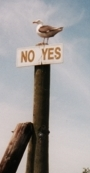 NO YES